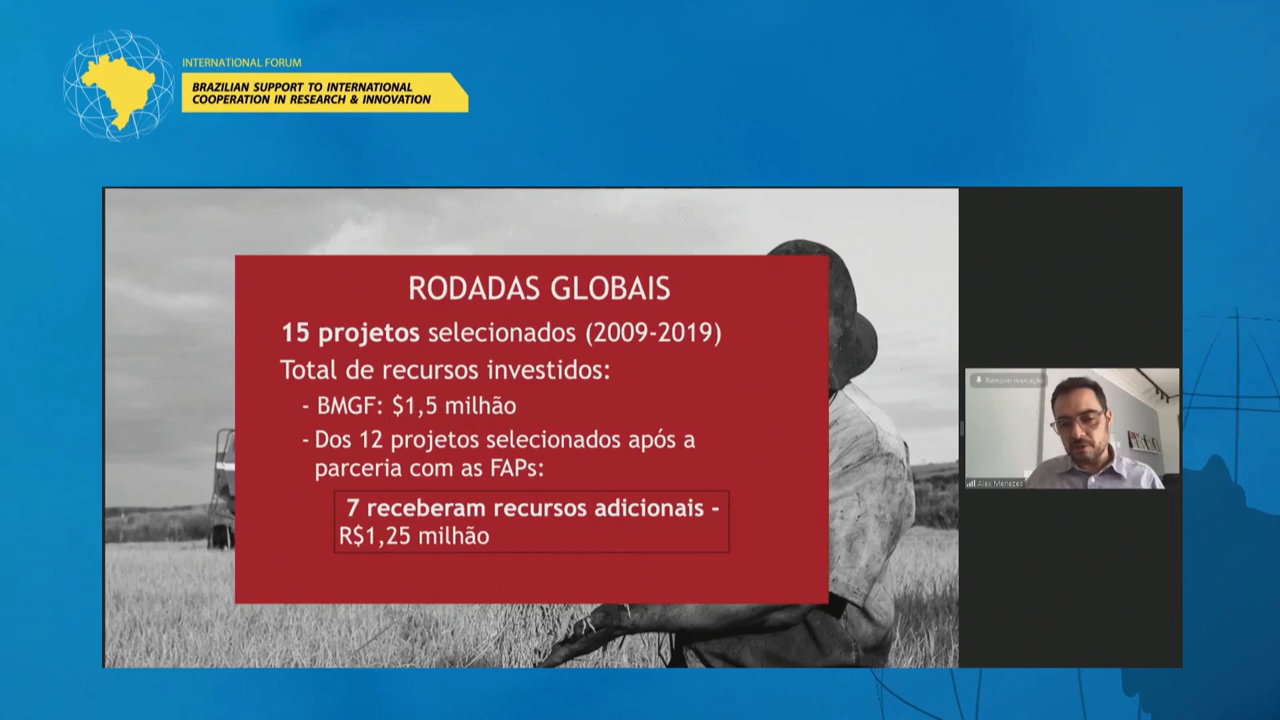 INTERNATIONAL FORUM
BRAZILIAN SUPPORT TO INTERNATIONAL
COOPERATION IN RESEARCH & INNOVATION
RODADAS GLOBAIS
15 projetos selecionados (2009-2019)
Total de recursos investidos:
- BMGF: $1,5 milhão
- Dos 12 projetos selecionados após a
parceria com as FAPs:
7 receberam recursos adicionais -
R$1,25 milhão
Remover marcação
Alex Menezes